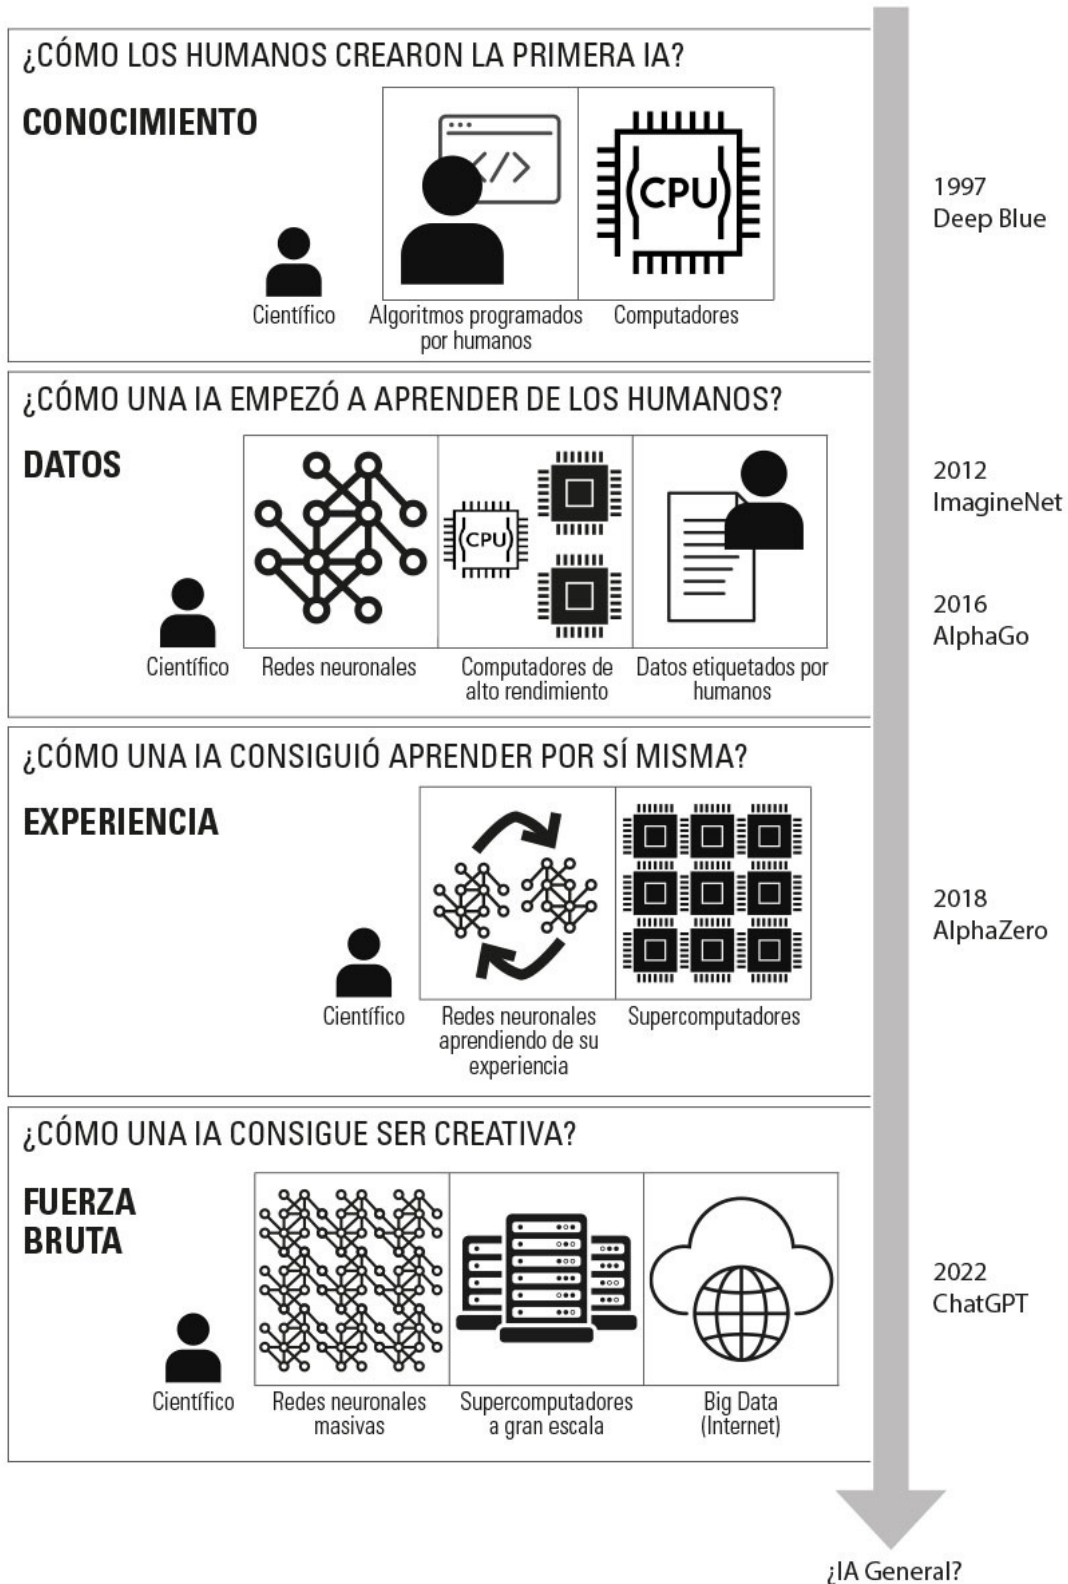 ¿CÓMO LOS HUMANOS CREARON LA PRIMERA IA?
CONOCIMIENTO
</>
CPU
Científico
Algoritmos programados
por humanos
Computadores
1997
Deep Blue
¿CÓMO UNA IA EMPEZÓ A APRENDER DE LOS HUMANOS?
DATOS
CPU
Científico
Redes neuronales
Computadores de
alto rendimiento
Datos etiquetados por
humanos
2012
ImagineNet
2016
AlphaGo
¿CÓMO UNA IA CONSIGUIÓ APRENDER POR SÍ MISMA?
EXPERIENCIA
Científico
Redes neuronales
aprendiendo de su
experiencia
Supercomputadores
2018
AlphaZero
¿CÓMO UNA IA CONSIGUE SER CREATIVA?
FUERZA
BRUTA
Científico
Redes neuronales
masivas
Supercomputadores
a gran escala
Big Data
(Internet)
2022
ChatGPT
¿IA General?